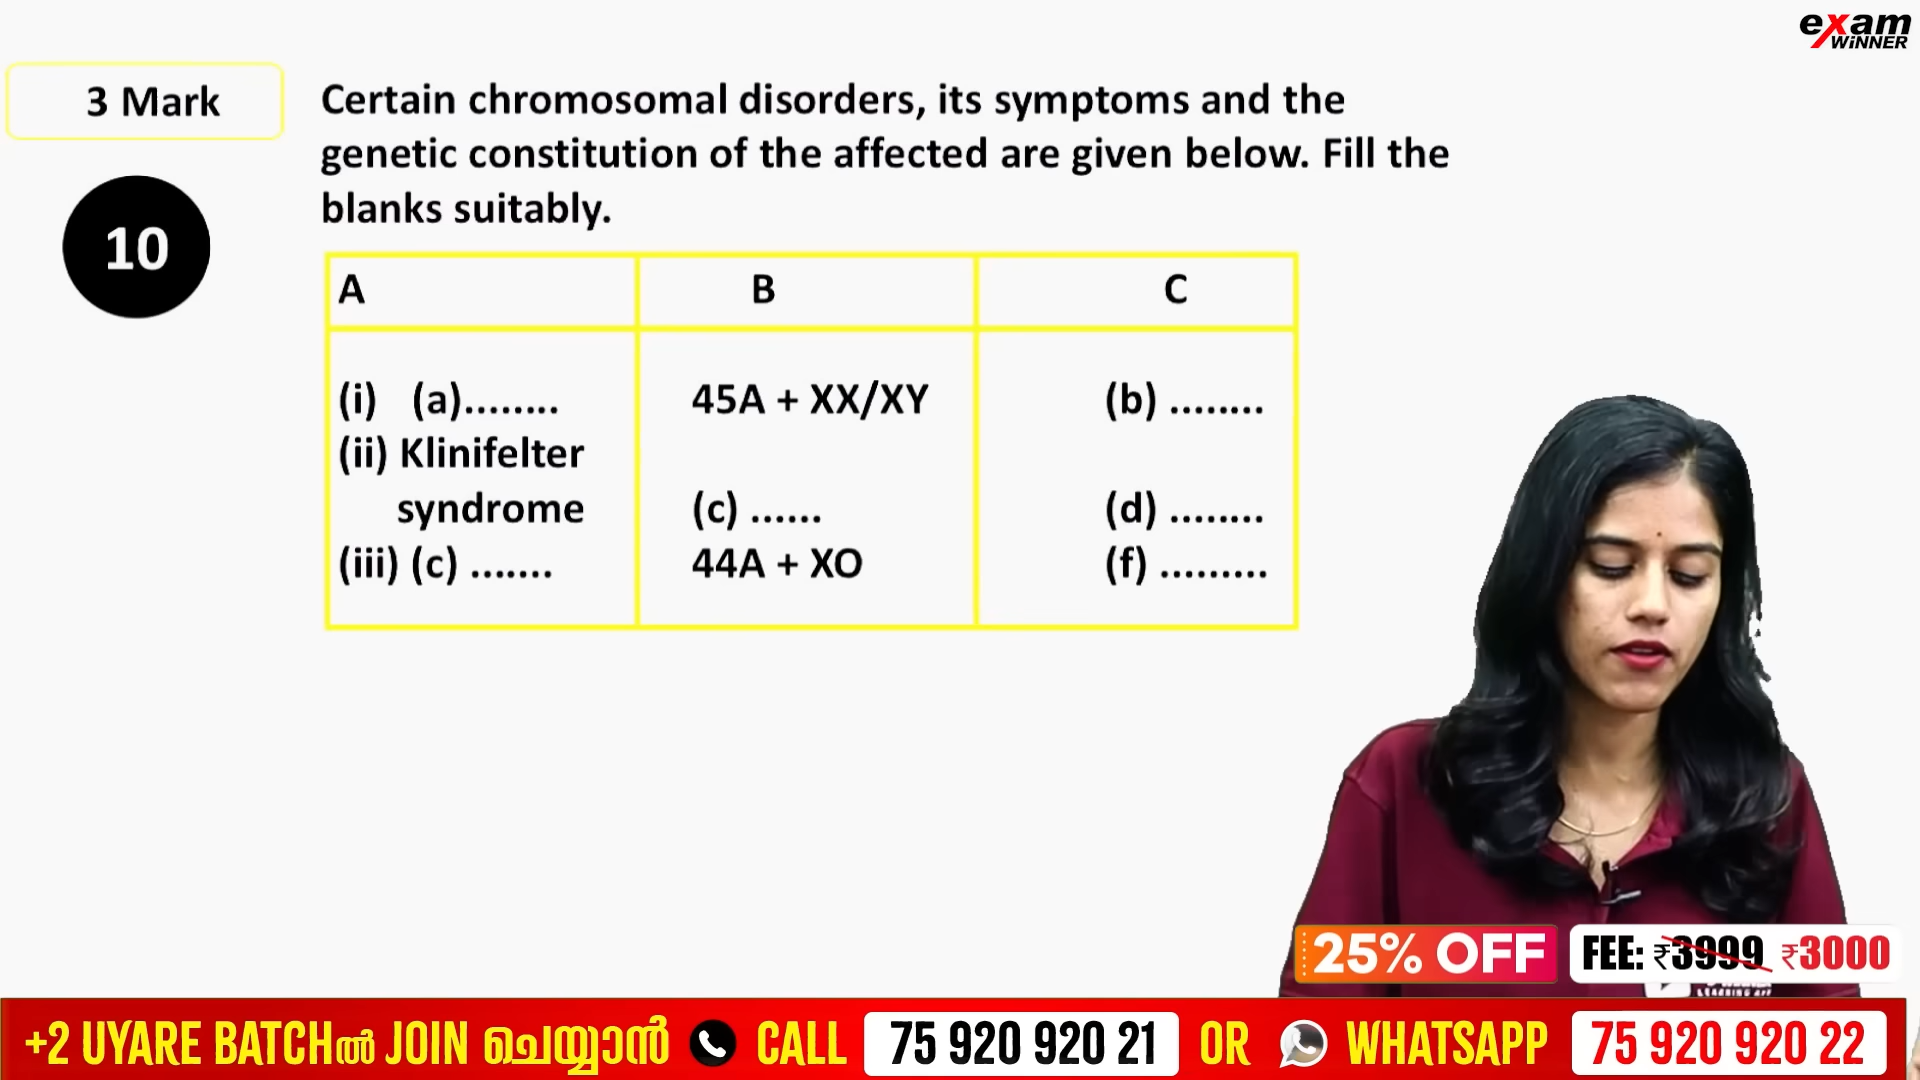 exam
WiNNER
3 Mark
Certain chromosomal disorders, its symptoms and the
genetic constitution of the affected are given below. Fill the
blanks suitably.
10
A B C
(i) (a)........ 45A + XX/XY (b) ........
(ii) Klinifelter
syndrome (c) ...... (d) ........
(iii) (c) ....... 44A + XO (f) .........
25% OFF FEE: ₹3999 ₹3000
+2 UYARE BATCHൽ JOIN ചെയ്യാൻ CALL 75 920 920 21 OR WHATSAPP 75 920 920 22